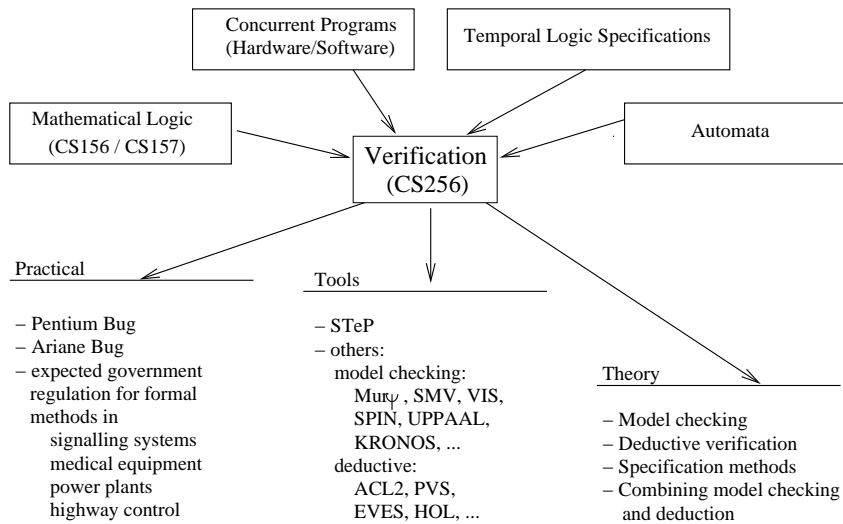 Concurrent Programs
(Hardware/Software)
Temporal Logic Specifications
Mathematical Logic
(CS156 / CS157)
Automata
Verification
(CS256)
Practical
– Pentium Bug
– Ariane Bug
– expected government
regulation for formal
methods in
signalling systems
medical equipment
power plants
highway control
Tools
– STeP
– others:
model checking:
Murψ , SMV, VIS,
SPIN, UPPAAL,
KRONOS, ...
deductive:
ACL2, PVS,
EVES, HOL, ...
Theory
– Model checking
– Deductive verification
– Specification methods
– Combining model checking
and deduction